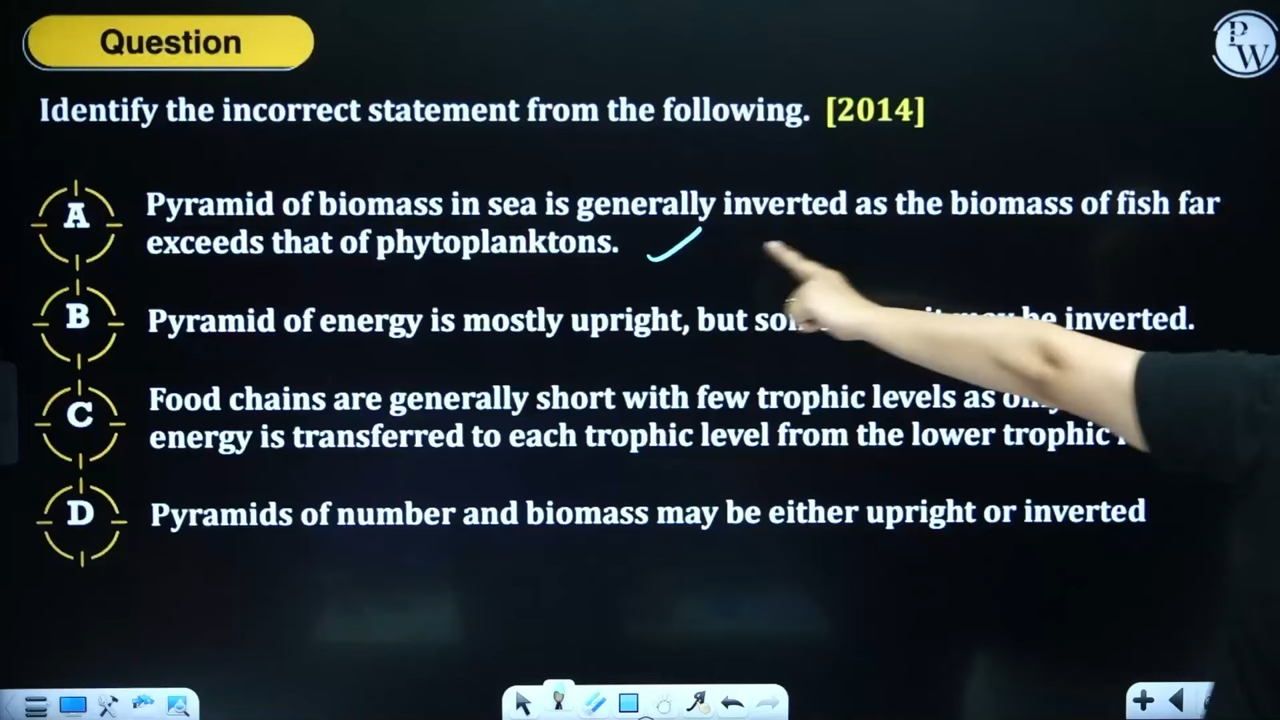 Question
PW
Identify the incorrect statement from the following. [2014]
A
Pyramid of biomass in sea is generally inverted as the biomass of fish far
exceeds that of phytoplanktons.
B
Pyramid of energy is mostly upright, but be inverted.
C
Food chains are generally short with few trophic levels as
energy is transferred to each trophic level from the lower trophic
D
Pyramids of number and biomass may be either upright or inverted